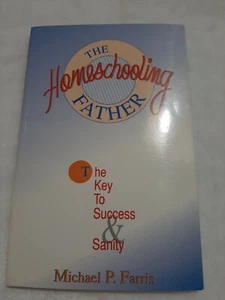 THE
Homeschooling
FATHER
The
Key
To
Success
&
Sanity
Michael P. Farris